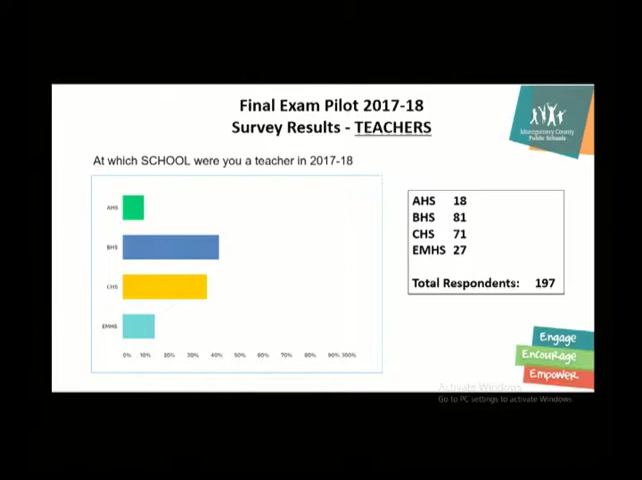 Final Exam Pilot 2017-18
Survey Results - TEACHERS
Montgomery County
Public Schools
At which SCHOOL were you a teacher in 2017-18
AHS
BHS
CHS
EMHS
0% 10% 20% 30% 40% 50% 60% 70% 80% 90% 100%
AHS 18
BHS 81
CHS 71
EMHS 27
Total Respondents: 197
Engage
Encourage
Empower
Activate Windows
Go to PC settings to activate Windows.